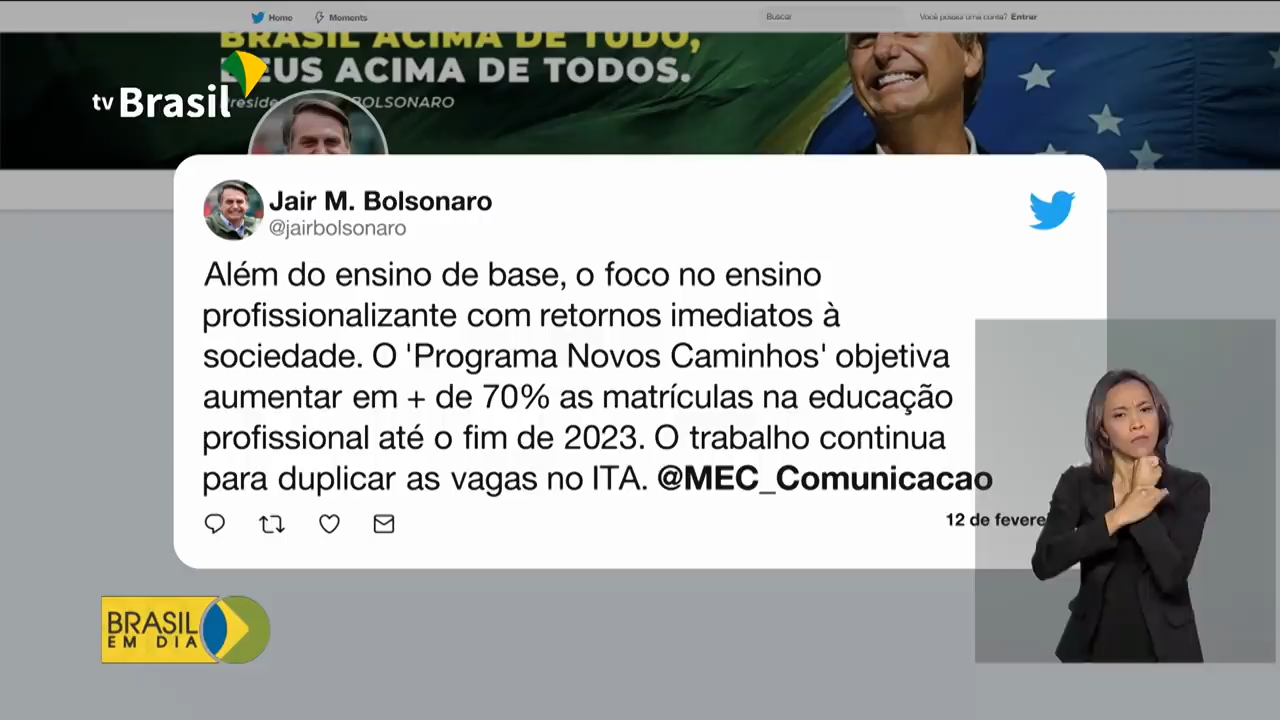 Home
Moments
Buscar
Você possui uma conta? Entrar
BRASIL ACIMA DE TUDO,
DEUS ACIMA DE TODOS.
BOLSONARO
tv Brasil
Jair M. Bolsonaro
@jairbolsonaro
Além do ensino de base, o foco no ensino
profissionalizante com retornos imediatos à
sociedade. O 'Programa Novos Caminhos' objetiva
aumentar em + de 70% as matrículas na educação
profissional até o fim de 2023. O trabalho continua
para duplicar as vagas no ITA. @MEC_Comunicacao
12 de feverei
BRASIL
EM DIA